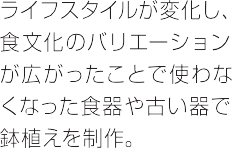 ライフスタイルが変化し、
食文化のバリエーション
が広がったことで使わな
くなった食器や古い器で
鉢植えを制作。